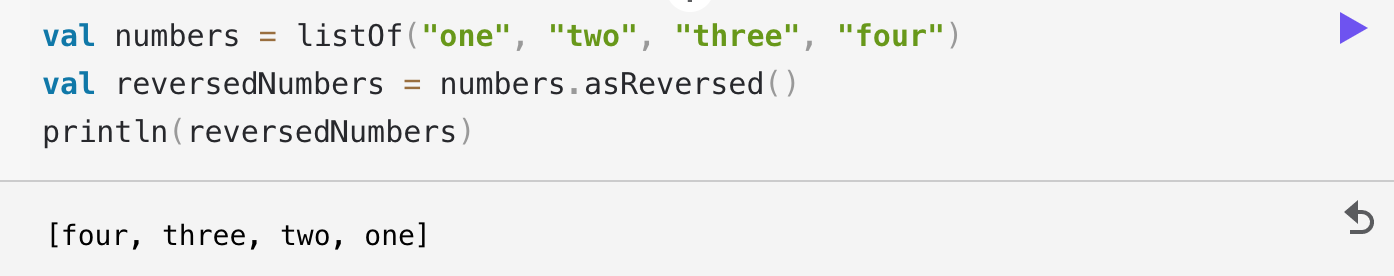 val numbers = listOf("one", "two", "three", "four")
val reversedNumbers = numbers.asReversed()
println(reversedNumbers)
[four, three, two, one]